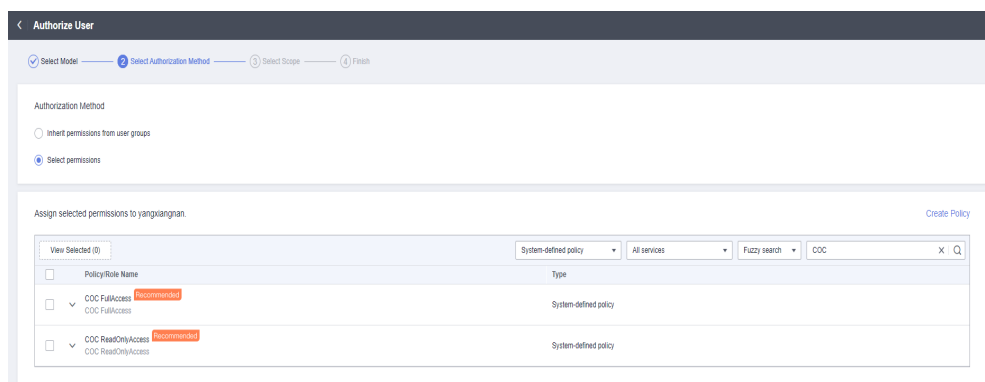 Authorize User
Select Model 2 Select Authorization Method 3 Select Scope 4 Finish
Authorization Method
Inherit permissions from user groups
Select permissions
Assign selected permissions to yangxiangnan. Create Policy
View Selected (0) System-defined policy All services Fuzzy search COC
Policy/Role Name Type
COC FullAccess Recommended
COC FullAccess
System-defined policy
COC ReadOnlyAccess Recommended
COC ReadOnlyAccess
System-defined policy